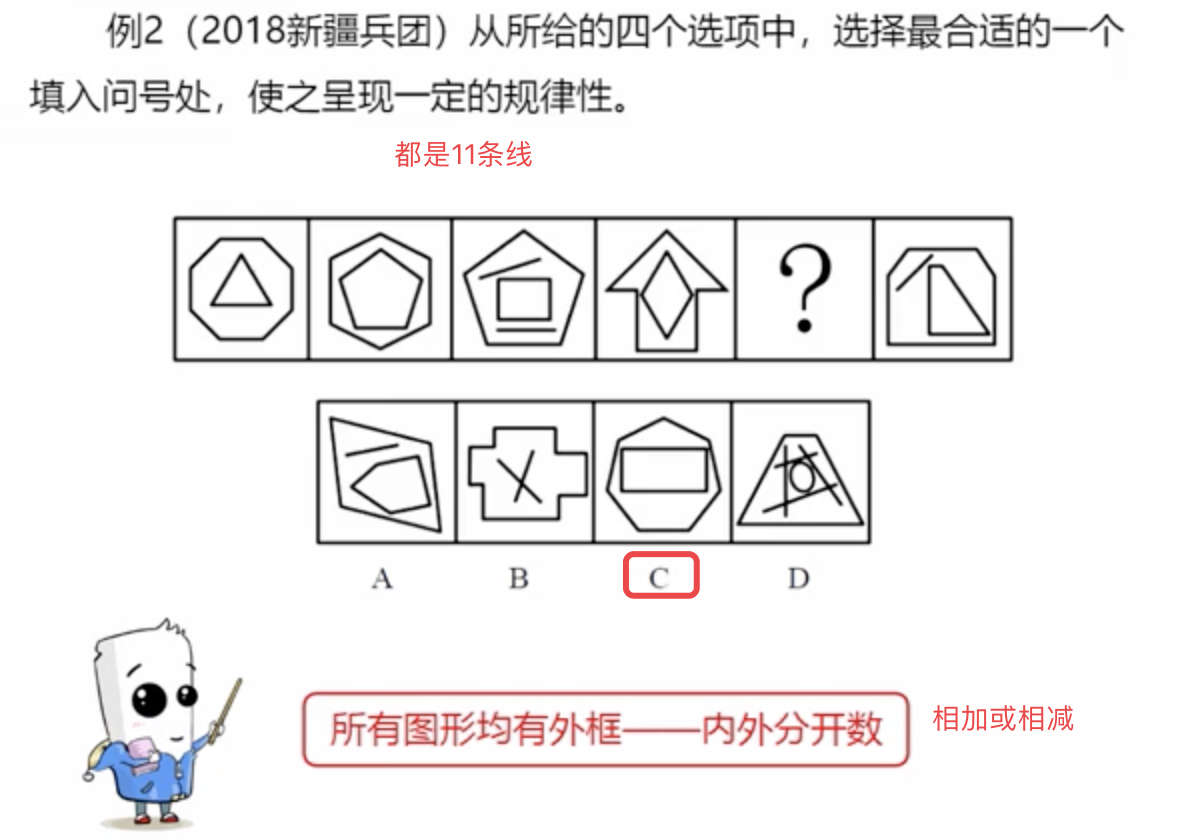 例2（2018新疆兵团）从所给的四个选项中，选择最合适的一个
填入问号处，使之呈现一定的规律性。
都是11条线
?
A B C D
所有图形均有外框——内外分开数
相加或相减